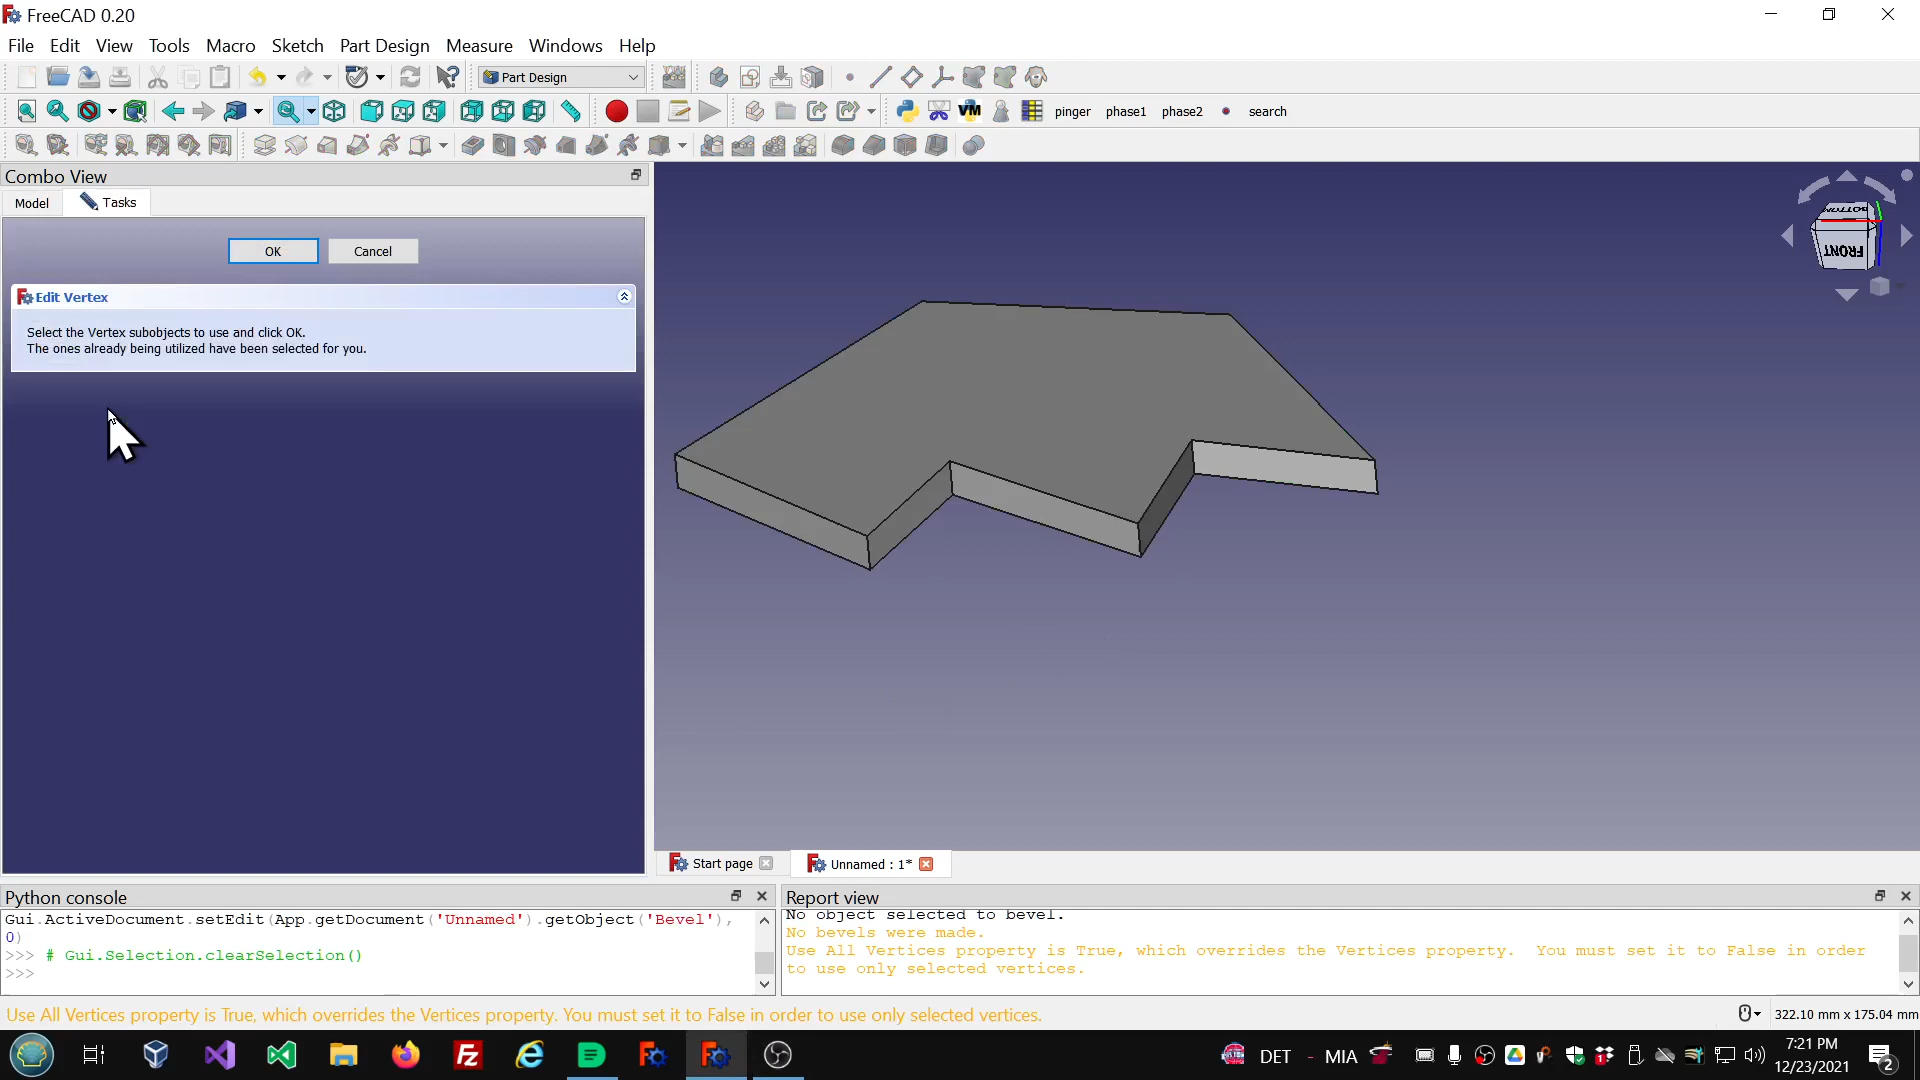 FreeCAD 0.20
File Edit View Tools Macro Sketch Part Design Measure Windows Help
Part Design
VM pinger phase1 phase2 search
Combo View
Model Tasks
OK Cancel
Edit Vertex
Select the Vertex subobjects to use and click OK.
The ones already being utilized have been selected for you.
BOTTOM
FRONT
Start page Unnamed : 1*
Python console
Gui.ActiveDocument.setEdit(App.getDocument('Unnamed').getObject('Bevel'),
0)
>>> # Gui.Selection.clearSelection()
>>>
Report view
No object selected to bevel.
No bevels were made.
Use All Vertices property is True, which overrides the Vertices property. You must set it to False in order
to use only selected vertices.
Use All Vertices property is True, which overrides the Vertices property. You must set it to False in order to use only selected vertices.
322.10 mm x 175.04 mm
DET - MIA
7:21 PM
12/23/2021
2